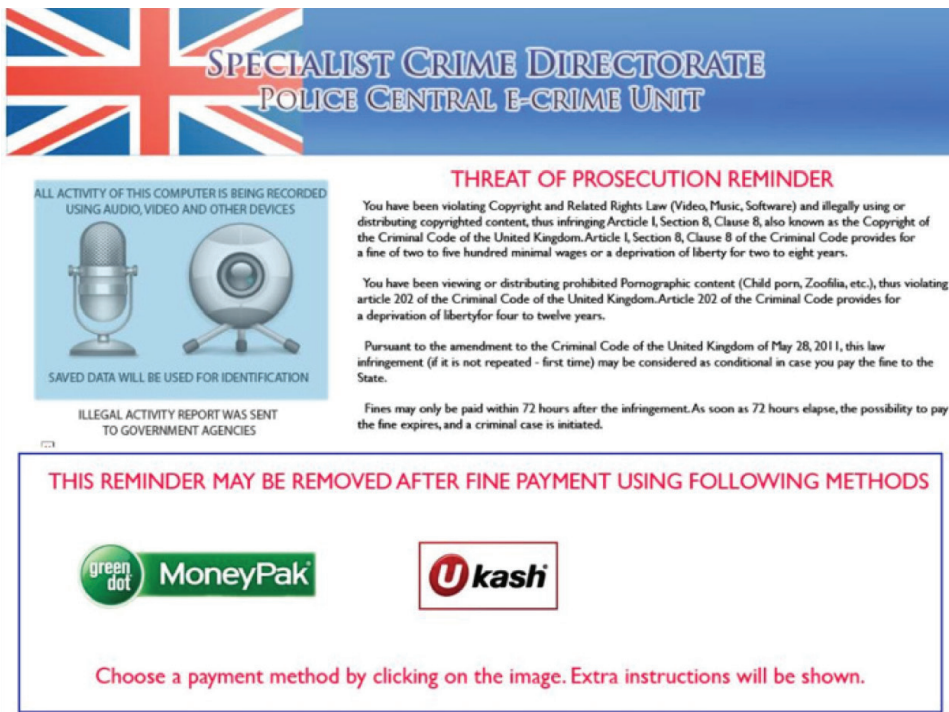 SPECIALIST CRIME DIRECTORATE
POLICE CENTRAL E-CRIME UNIT
ALL ACTIVITY OF THIS COMPUTER IS BEING RECORDED
USING AUDIO, VIDEO AND OTHER DEVICES
SAVED DATA WILL BE USED FOR IDENTIFICATION
ILLEGAL ACTIVITY REPORT WAS SENT
TO GOVERNMENT AGENCIES
THREAT OF PROSECUTION REMINDER
You have been violating Copyright and Related Rights Law (Video, Music, Software) and illegally using or
distributing copyrighted content, thus infringing Arcticle I, Section 8, Clause 8, also known as the Copyright of
the Criminal Code of the United Kingdom. Article I, Section 8, Clause 8 of the Criminal Code provides for
a fine of two to five hundred minimal wages or a deprivation of liberty for two to eight years.
You have been viewing or distributing prohibited Pornographic content (Child porn, Zoofilia, etc.), thus violating
article 202 of the Criminal Code of the United Kingdom. Article 202 of the Criminal Code provides for
a deprivation of libertyfor four to twelve years.
Pursuant to the amendment to the Criminal Code of the United Kingdom of May 28, 2011, this law
infringement (if it is not repeated - first time) may be considered as conditional in case you pay the fine to the
State.
Fines may only be paid within 72 hours after the infringement. As soon as 72 hours elapse, the possibility to pay
the fine expires, and a criminal case is initiated.
THIS REMINDER MAY BE REMOVED AFTER FINE PAYMENT USING FOLLOWING METHODS
green dot MoneyPak
Ukash
Choose a payment method by clicking on the image. Extra instructions will be shown.